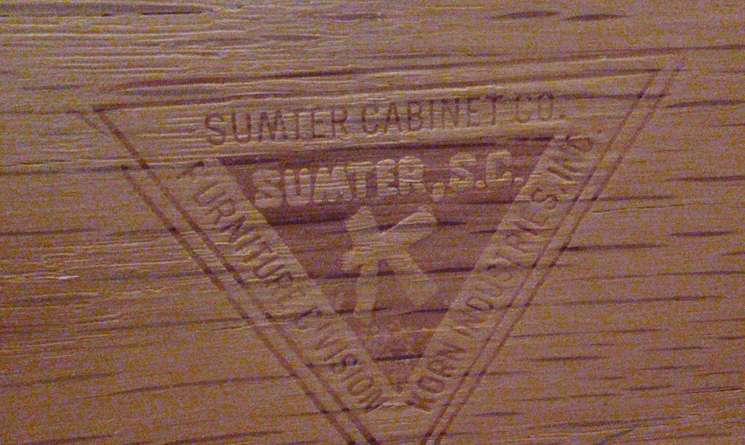 SUMTER CABINET CO.
SUMTER, S.C.
K
FURNITURE DIVISION
KORN INDUSTRIES, INC.